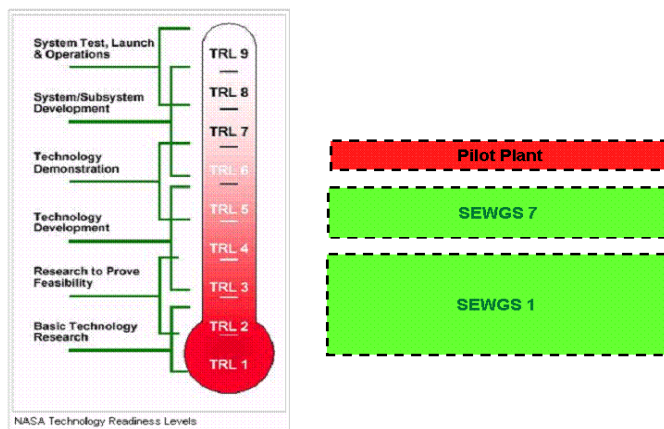 System Test, Launch
& Operations
System/Subsystem
Development
Technology
Demonstration
Technology
Development
Research to Prove
Feasibility
Basic Technology
Research
TRL 9
TRL 8
TRL 7
TRL 6
TRL 5
TRL 4
TRL 3
TRL 2
TRL 1
NASA Technology Readiness Levels
Pilot Plant
SEWGS 7
SEWGS 1